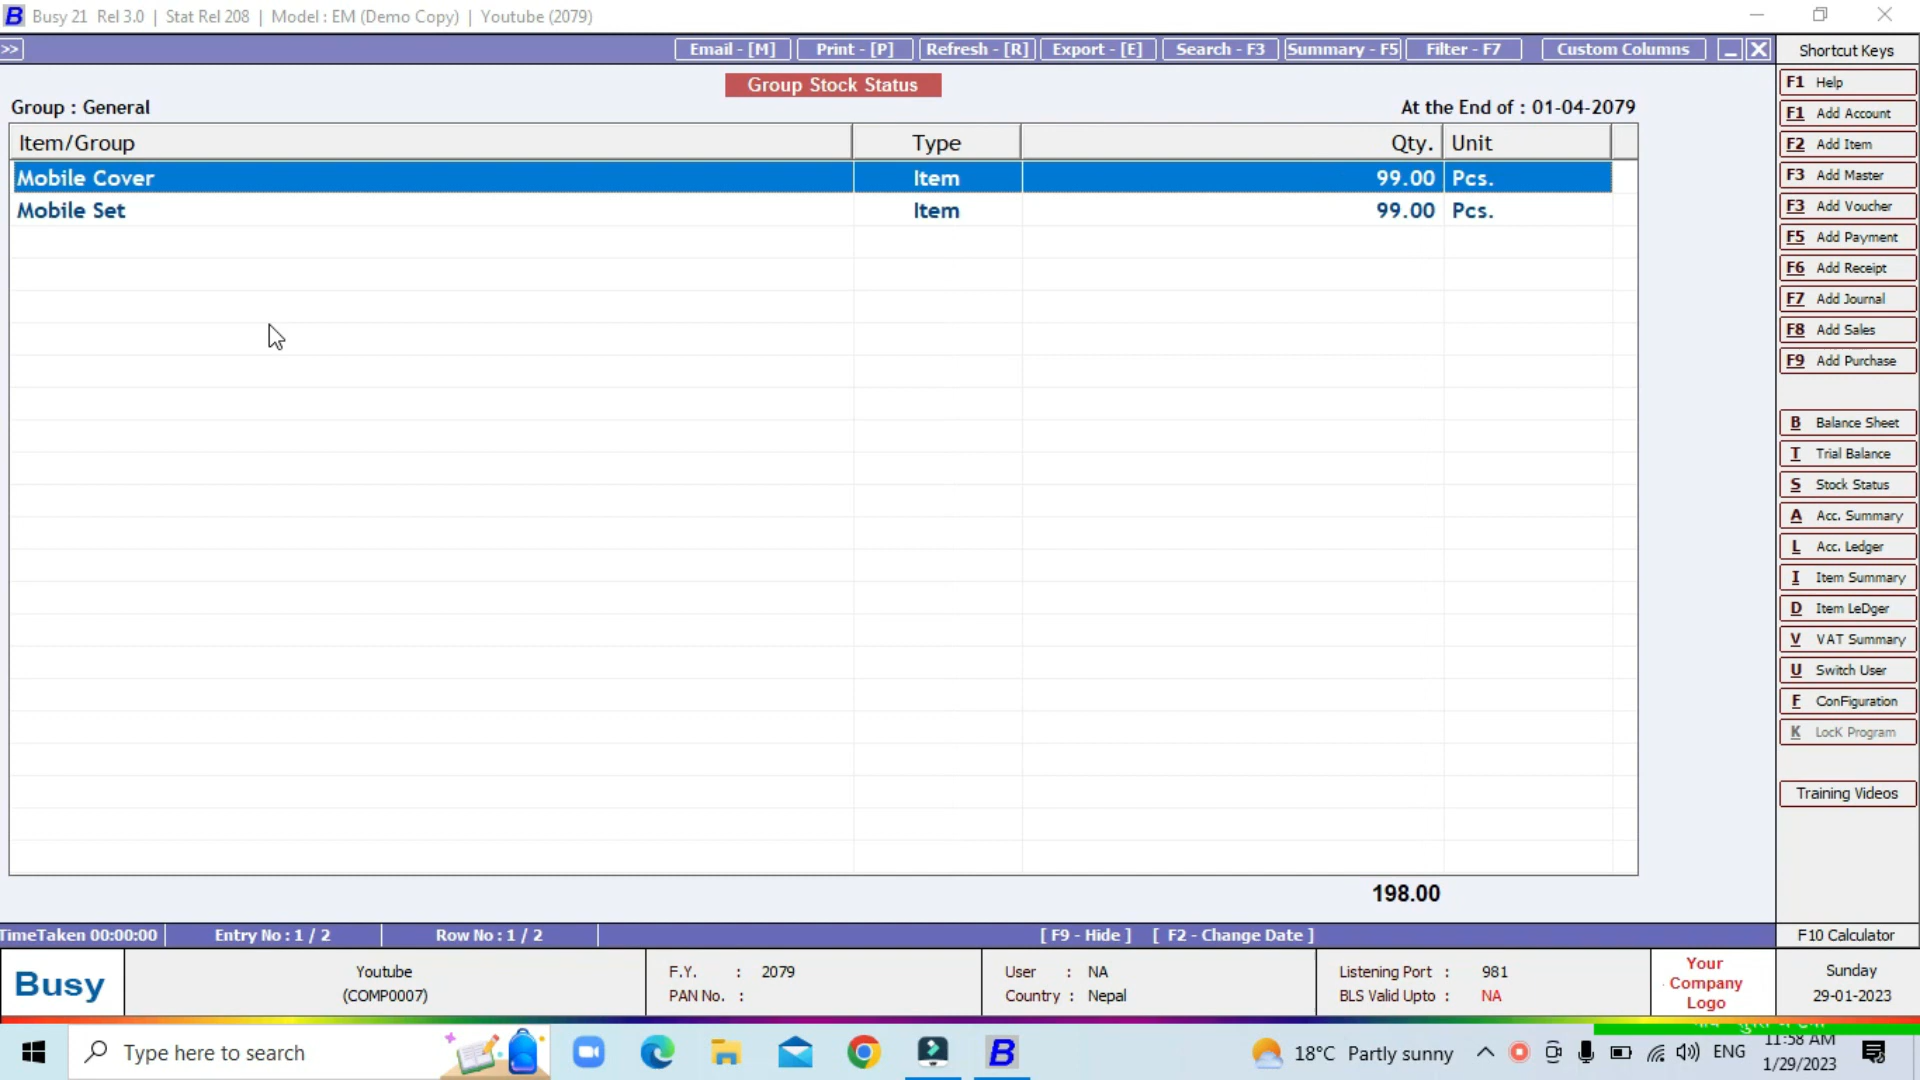 Busy 21 Rel 3.0 | Stat Rel 208 | Model : EM (Demo Copy) | Youtube (2079)
>> Email - [M] Print - [P] Refresh - [R] Export - [E] Search - F3 Summary - F5 Filter - F7 Custom Columns
Group Stock Status
Group : General At the End of : 01-04-2079
Item/Group Type Qty. Unit
Mobile Cover Item 99.00 Pcs.
Mobile Set Item 99.00 Pcs.
198.00
TimeTaken 00:00:00 Entry No : 1 / 2 Row No : 1 / 2 [ F9 - Hide ] [ F2 - Change Date ]
Shortcut Keys
F1 Help
F1 Add Account
F2 Add Item
F3 Add Master
F3 Add Voucher
F5 Add Payment
F6 Add Receipt
F7 Add Journal
F8 Add Sales
F9 Add Purchase
B Balance Sheet
T Trial Balance
S Stock Status
A Acc. Summary
L Acc. Ledger
I Item Summary
D Item LeDger
V VAT Summary
U Switch User
F ConFiguration
K LocK Program
Training Videos
F10 Calculator
Busy
Youtube
(COMP0007)
F.Y. : 2079
PAN No. :
User : NA
Country : Nepal
Listening Port : 981
BLS Valid Upto : NA
Your
Company
Logo
Sunday
29-01-2023
Type here to search
B
18°C Partly sunny
ENG
11:58 AM
1/29/2023